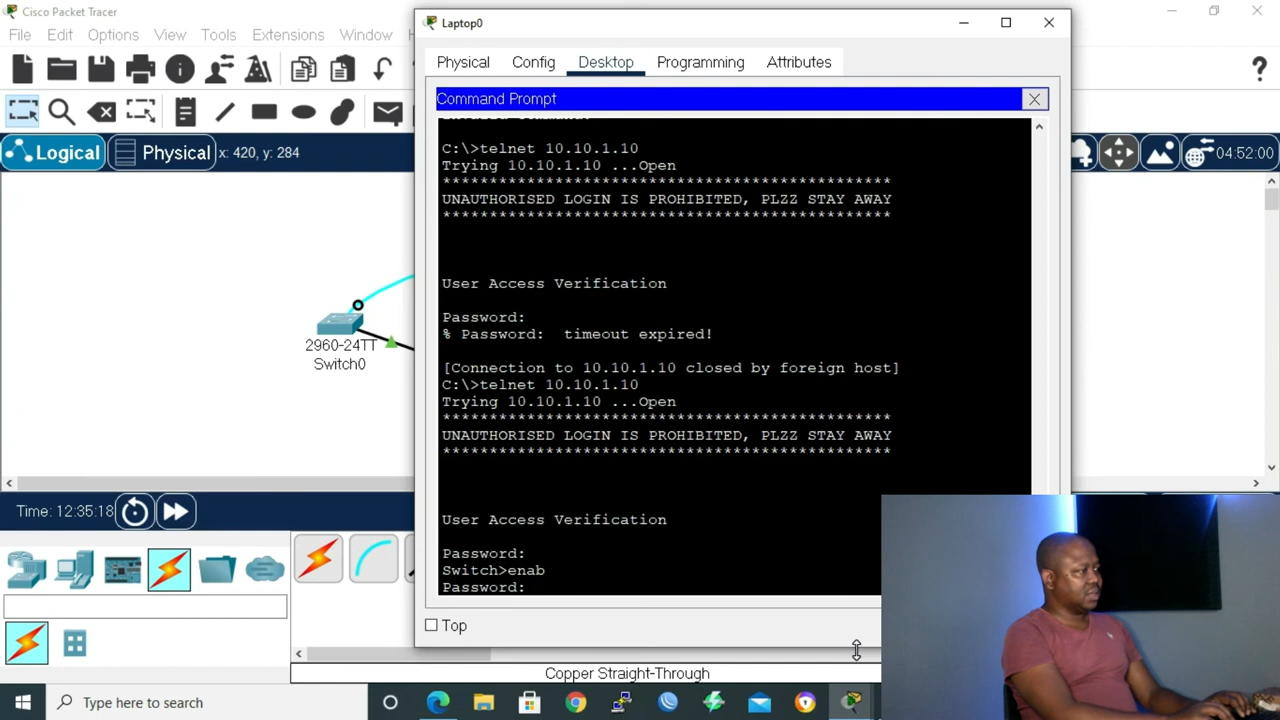 Cisco Packet Tracer
Laptop0
File Edit Options View Tools Extensions Window
Physical Config Desktop Programming Attributes
Command Prompt
C:\>telnet 10.10.1.10
Trying 10.10.1.10 ...Open
*************************************************
UNAUTHORISED LOGIN IS PROHIBITED, PLZZ STAY AWAY
*************************************************
User Access Verification
Password:
% Password:  timeout expired!
[Connection to 10.10.1.10 closed by foreign host]
C:\>telnet 10.10.1.10
Trying 10.10.1.10 ...Open
*************************************************
UNAUTHORISED LOGIN IS PROHIBITED, PLZZ STAY AWAY
*************************************************
User Access Verification
Password:
Switch>enab
Password:
Top
Logical Physical x: 420, y: 284
04:52:00
2960-24TT
Switch0
Time: 12:35:18
Copper Straight-Through
Type here to search